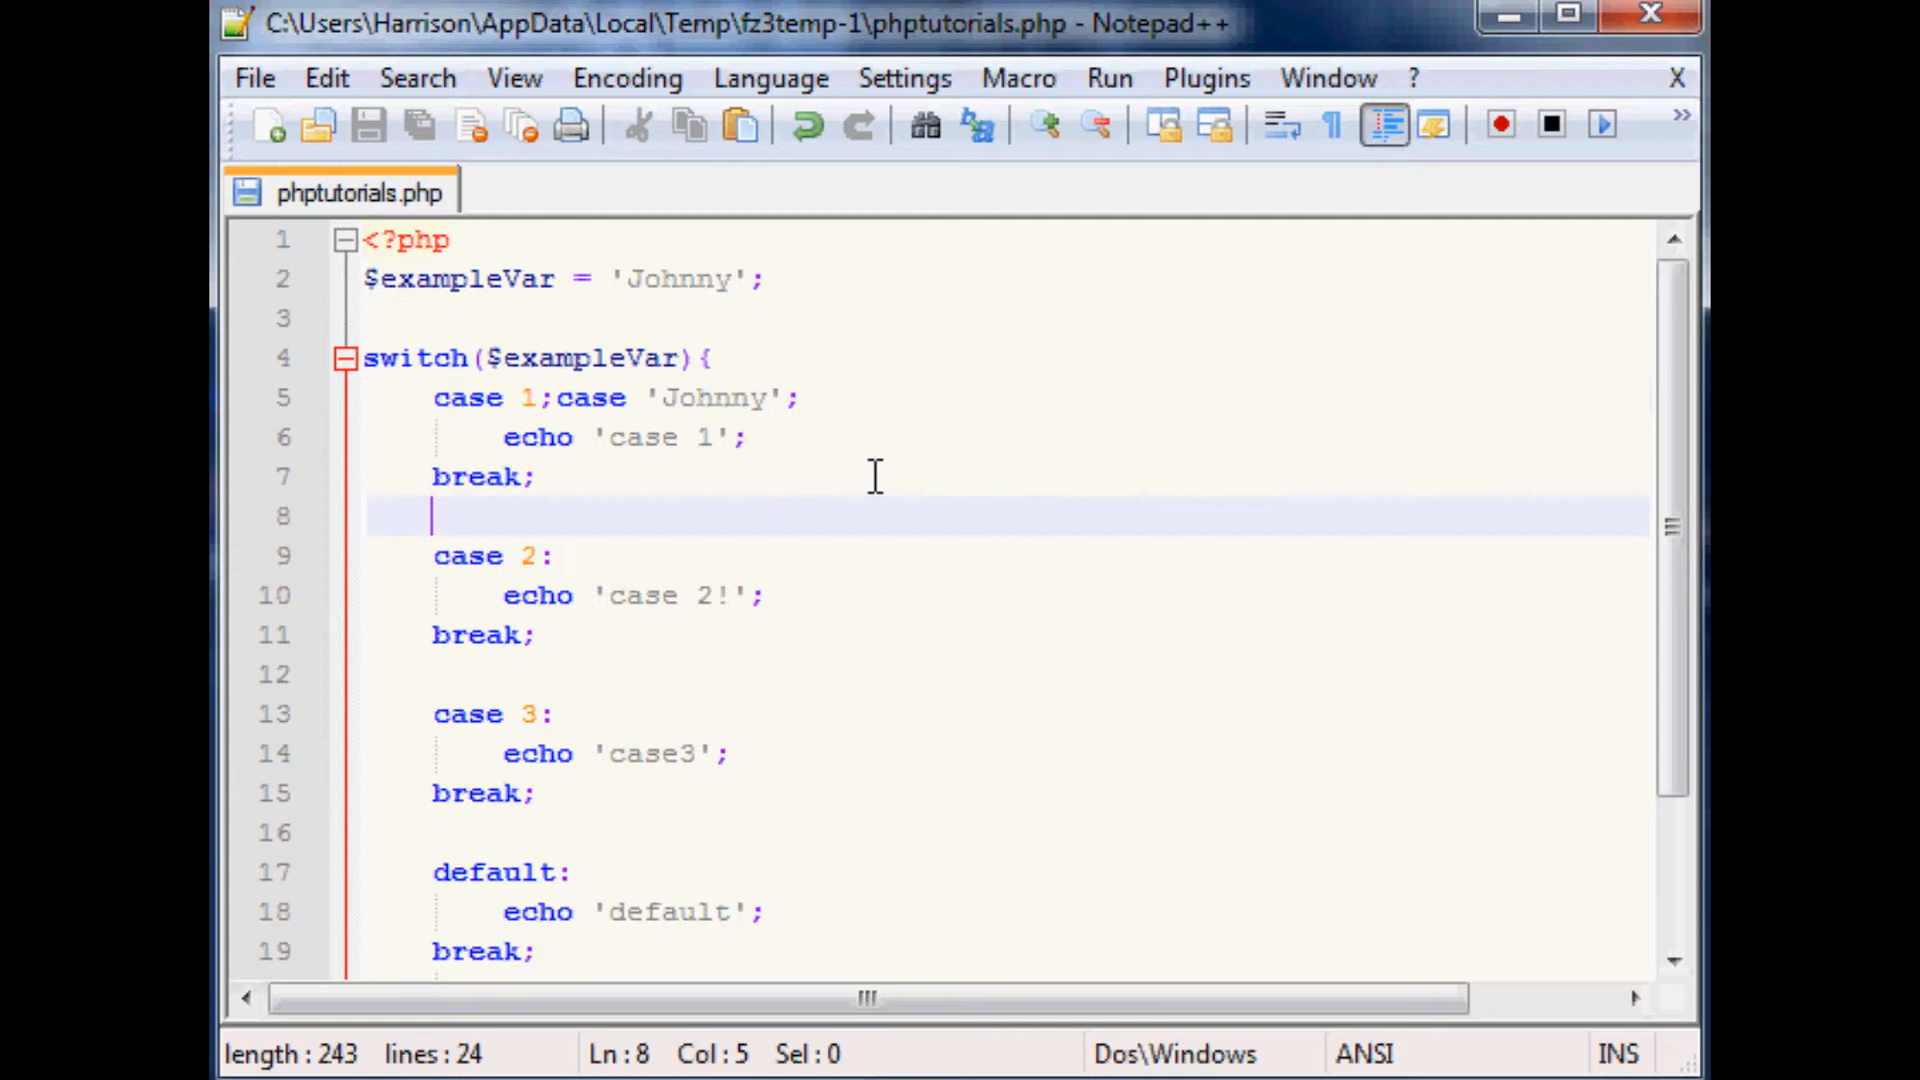 C:\Users\Harrison\AppData\Local\Temp\fz3temp-1\phptutorials.php - Notepad++
File Edit Search View Encoding Language Settings Macro Run Plugins Window ? X
phptutorials.php
1 <?php
2 $exampleVar = 'Johnny';
3
4 switch($exampleVar){
5 case 1;case 'Johnny';
6 echo 'case 1';
7 break;
8
9 case 2:
10 echo 'case 2!';
11 break;
12
13 case 3:
14 echo 'case3';
15 break;
16
17 default:
18 echo 'default';
19 break;
length : 243 lines : 24 Ln : 8 Col : 5 Sel : 0 Dos\Windows ANSI INS